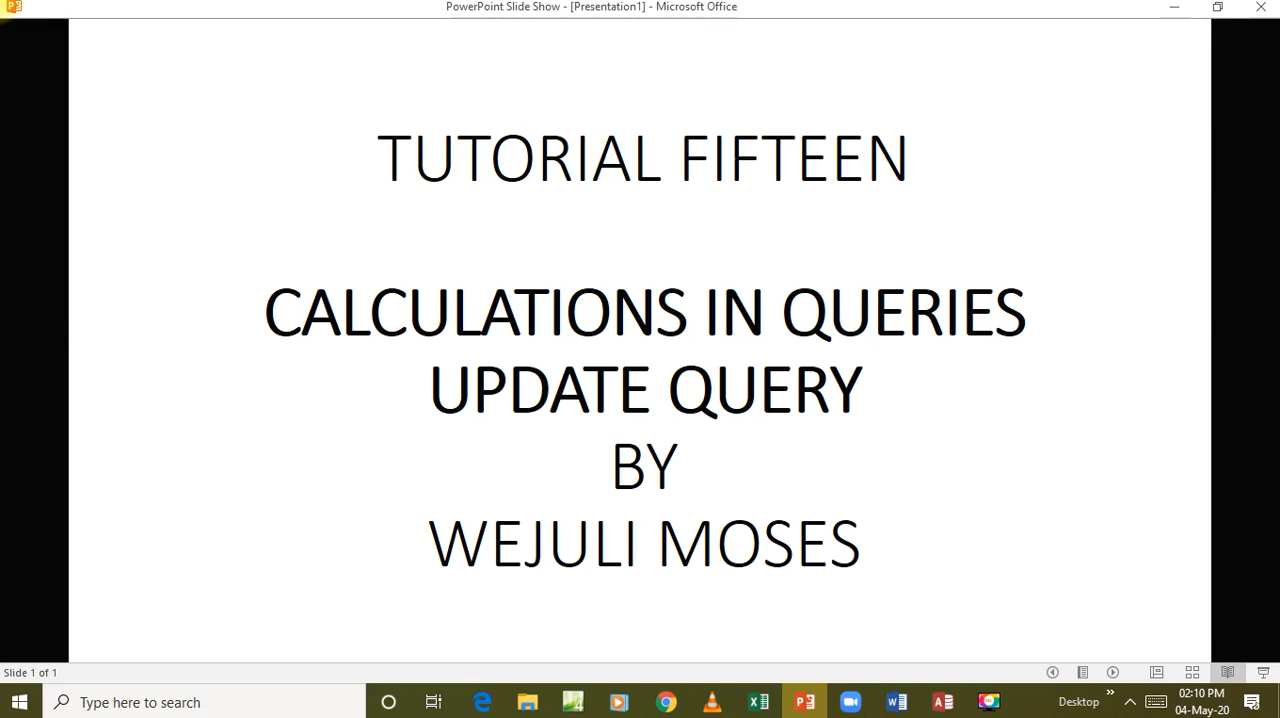 PowerPoint Slide Show - [Presentation1] - Microsoft Office
TUTORIAL FIFTEEN
CALCULATIONS IN QUERIES
UPDATE QUERY
BY
WEJULI MOSES
Slide 1 of 1
Type here to search
Desktop
02:10 PM
04-May-20